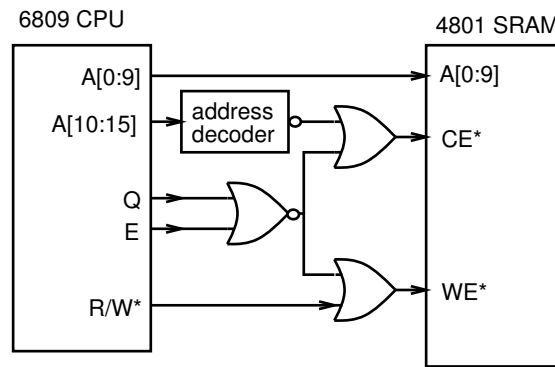 6809 CPU
4801 SRAM
A[0:9]
A[0:9]
A[10:15]
address
decoder
CE*
Q
E
R/W*
WE*